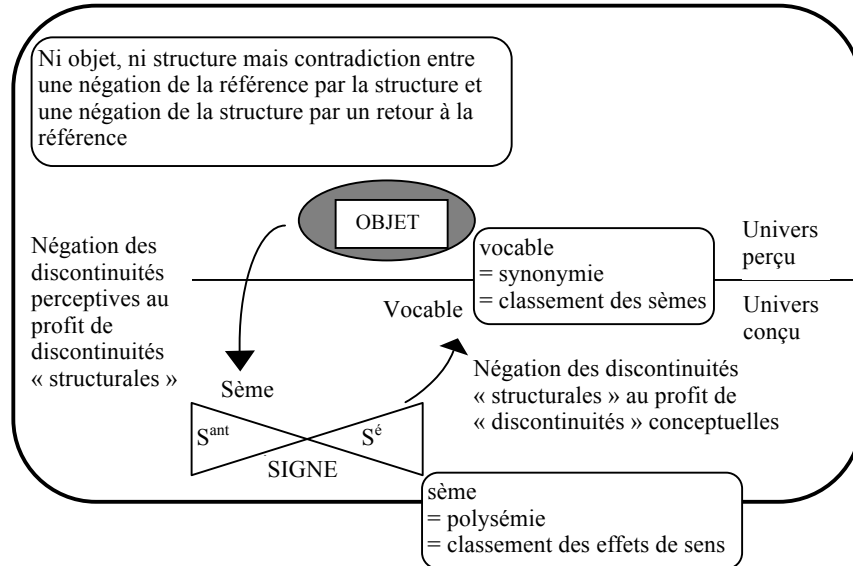 Ni objet, ni structure mais contradiction entre
une négation de la référence par la structure et
une négation de la structure par un retour à la
référence
OBJET
Négation des
discontinuités
perceptives au
profit de
discontinuités
« structurales »
vocable
= synonymie
= classement des sèmes
Univers
perçu
Univers
conçu
Vocable
Négation des discontinuités
« structurales » au profit de
« discontinuités » conceptuelles
Sème
S^ant S^é
SIGNE
sème
= polysémie
= classement des effets de sens